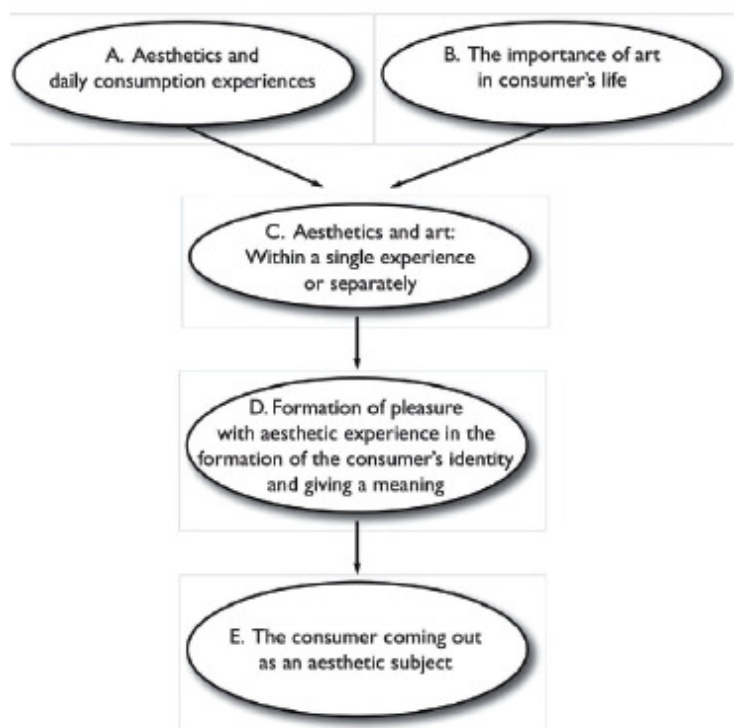 A. Aesthetics and
daily consumption experiences
B. The importance of art
in consumer's life
C. Aesthetics and art:
Within a single experience
or separately
D. Formation of pleasure
with aesthetic experience in the
formation of the consumer's identity
and giving a meaning
E. The consumer coming out
as an aesthetic subject